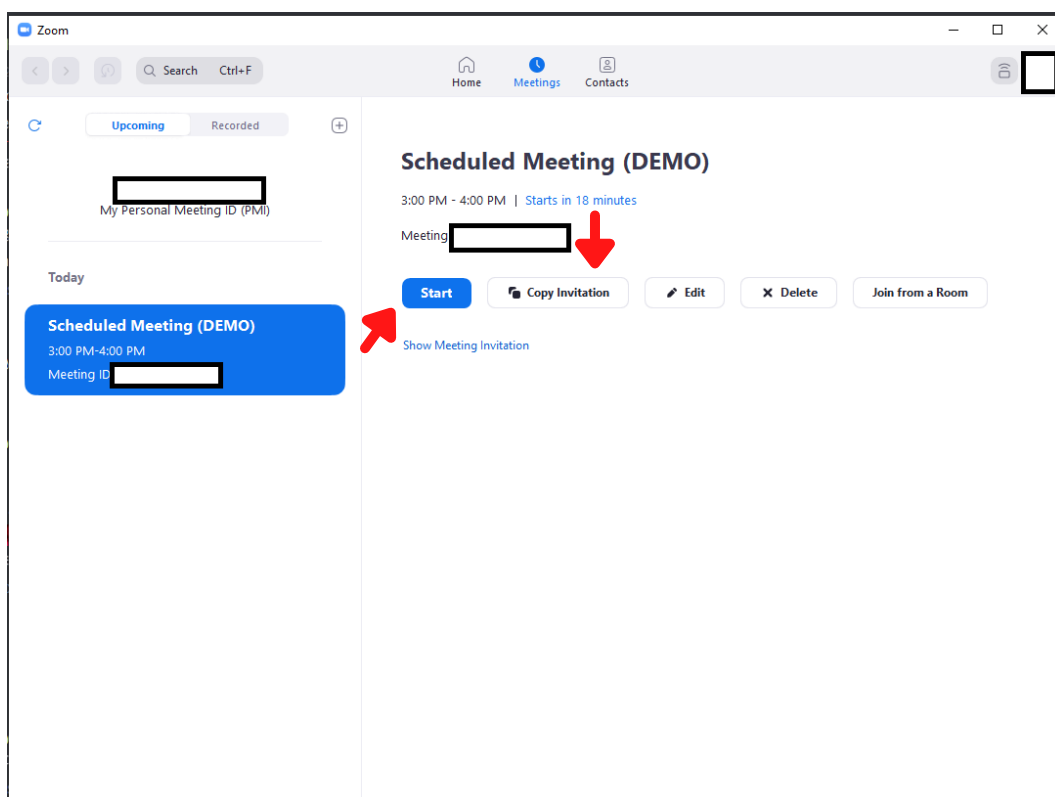 Zoom
Search Ctrl+F
Home Meetings Contacts
Upcoming Recorded
My Personal Meeting ID (PMI)
Today
Scheduled Meeting (DEMO)
3:00 PM-4:00 PM
Meeting ID
Scheduled Meeting (DEMO)
3:00 PM - 4:00 PM | Starts in 18 minutes
Meeting
Start Copy Invitation Edit Delete Join from a Room
Show Meeting Invitation